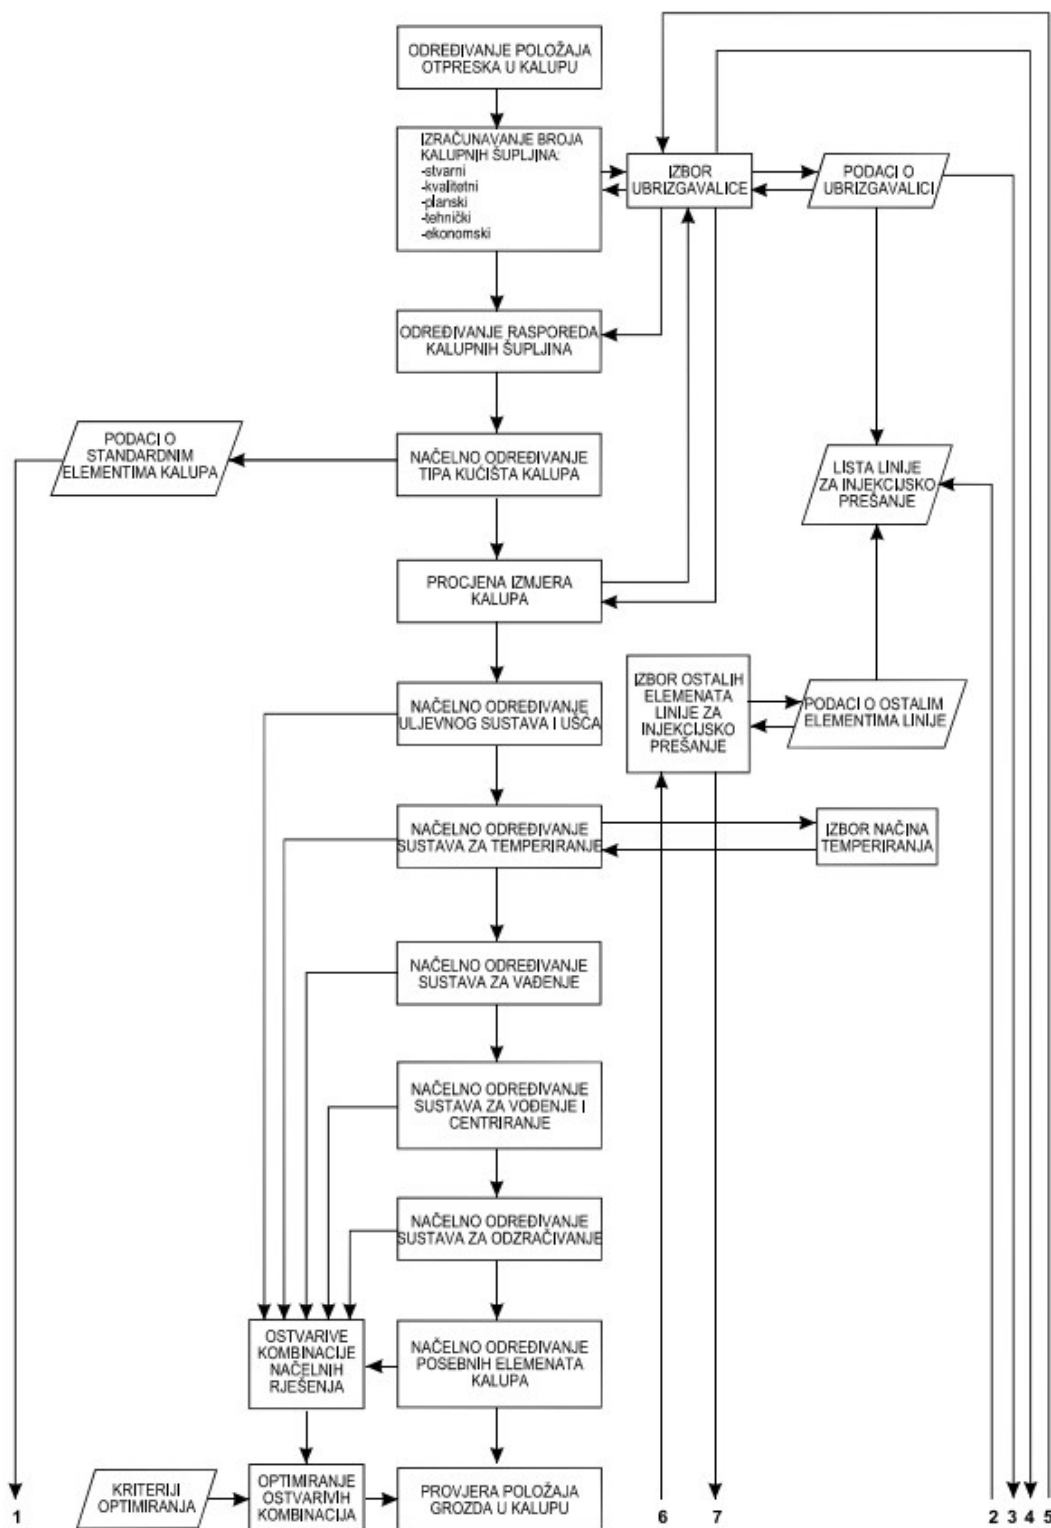 ODREĐIVANJE POLOŽAJA
OTPRESKA U KALUPU
IZRAČUNAVANJE BROJA
KALUPNIH ŠUPLJINA:
-stvarni
-kvalitetni
-planski
-tehnički
-ekonomski
IZBOR
UBRIZGAVALICE
PODACI O
UBRIZGAVALICI
ODREĐIVANJE RASPOREDA
KALUPNIH ŠUPLJINA
PODACI O
STANDARDNIM
ELEMENTIMA KALUPA
NAČELNO ODREĐIVANJE
TIPA KUĆIŠTA KALUPA
LISTA LINIJE
ZA INJEKCIJSKO
PREŠANJE
PROCJENA IZMJERA
KALUPA
NAČELNO ODREĐIVANJE
ULJEVNOG SUSTAVA I UŠĆA
IZBOR OSTALIH
ELEMENATA
LINIJE ZA
INJEKCIJSKO
PREŠANJE
PODACI O OSTALIM
ELEMENTIMA LINIJE
NAČELNO ODREĐIVANJE
SUSTAVA ZA TEMPERIRANJE
IZBOR NAČINA
TEMPERIRANJA
NAČELNO ODREĐIVANJE
SUSTAVA ZA VAĐENJE
NAČELNO ODREĐIVANJE
SUSTAVA ZA VOĐENJE I
CENTRIRANJE
NAČELNO ODREĐIVANJE
SUSTAVA ZA ODZRAČIVANJE
OSTVARIVE
KOMBINACIJE
NAČELNIH
RJEŠENJA
NAČELNO ODREĐIVANJE
POSEBNIH ELEMENATA
KALUPA
KRITERIJI
OPTIMIRANJA
OPTIMIRANJE
OSTVARIVIH
KOMBINACIJA
PROVJERA POLOŽAJA
GROZDA U KALUPU
1
6
7
2
3
4
5